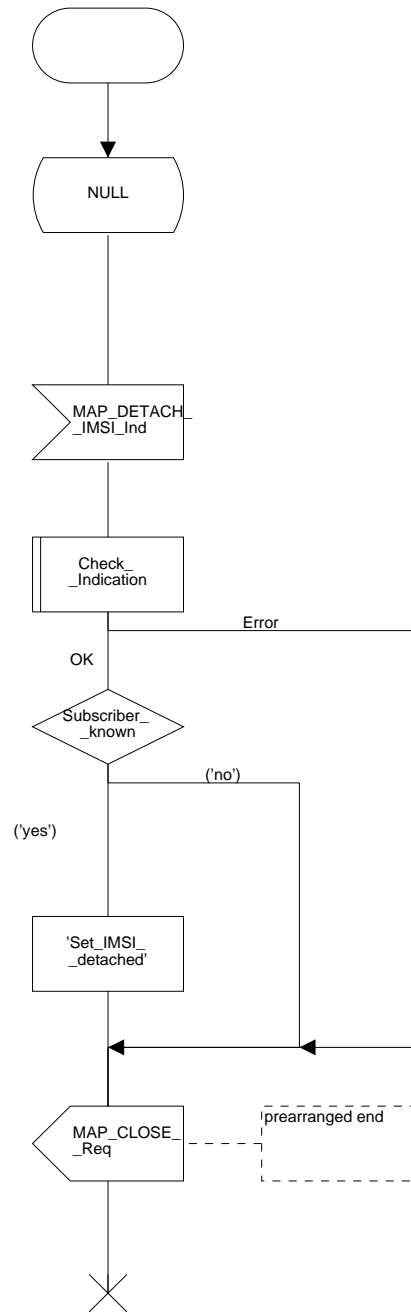 NULL
MAP_DETACH_
_IMSI_Ind
Check_
_Indication
Error
OK
Subscriber_
_known
('no')
('yes')
'Set_IMSI_
_detached'
MAP_CLOSE_
_Req
prearranged end